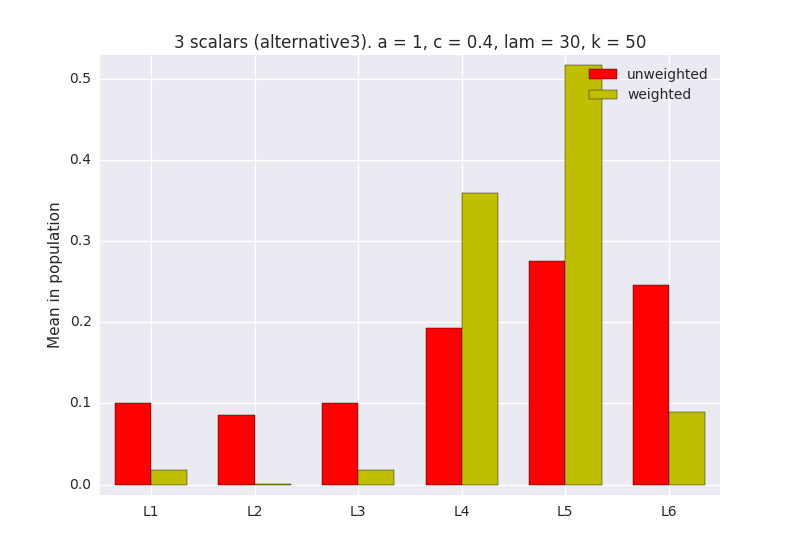 3 scalars (alternative3). a = 1, c = 0.4, lam = 30, k = 50
unweighted
weighted
Mean in population
0.5
0.4
0.3
0.2
0.1
0.0
L1 L2 L3 L4 L5 L6